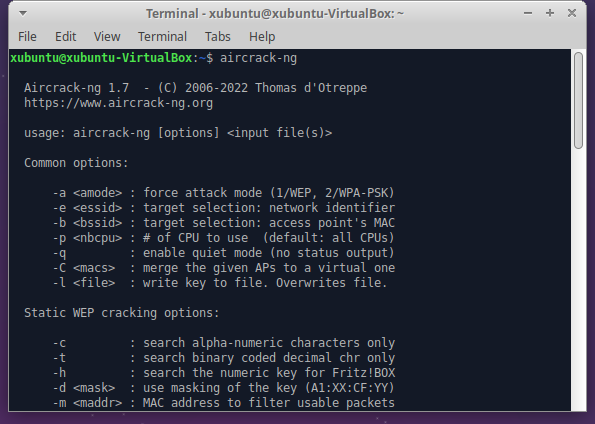 Terminal - xubuntu@xubuntu-VirtualBox: ~
File Edit View Terminal Tabs Help
xubuntu@xubuntu-VirtualBox:~$ aircrack-ng
Aircrack-ng 1.7  - (C) 2006-2022 Thomas d'Otreppe
https://www.aircrack-ng.org
usage: aircrack-ng [options] <input file(s)>
Common options:
-a <amode> : force attack mode (1/WEP, 2/WPA-PSK)
-e <essid> : target selection: network identifier
-b <bssid> : target selection: access point's MAC
-p <nbcpu> : # of CPU to use  (default: all CPUs)
-q         : enable quiet mode (no status output)
-C <macs>  : merge the given APs to a virtual one
-l <file>  : write key to file. Overwrites file.
Static WEP cracking options:
-c         : search alpha-numeric characters only
-t         : search binary coded decimal chr only
-h         : search the numeric key for Fritz!BOX
-d <mask>  : use masking of the key (A1:XX:CF:YY)
-m <maddr> : MAC address to filter usable packets